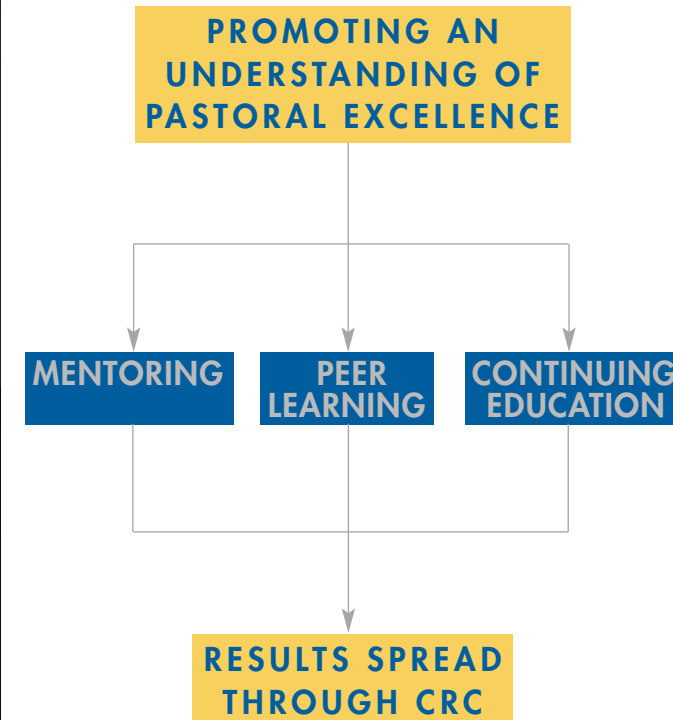 PROMOTING AN
UNDERSTANDING OF
PASTORAL EXCELLENCE
MENTORING
PEER
LEARNING
CONTINUING
EDUCATION
RESULTS SPREAD
THROUGH CRC